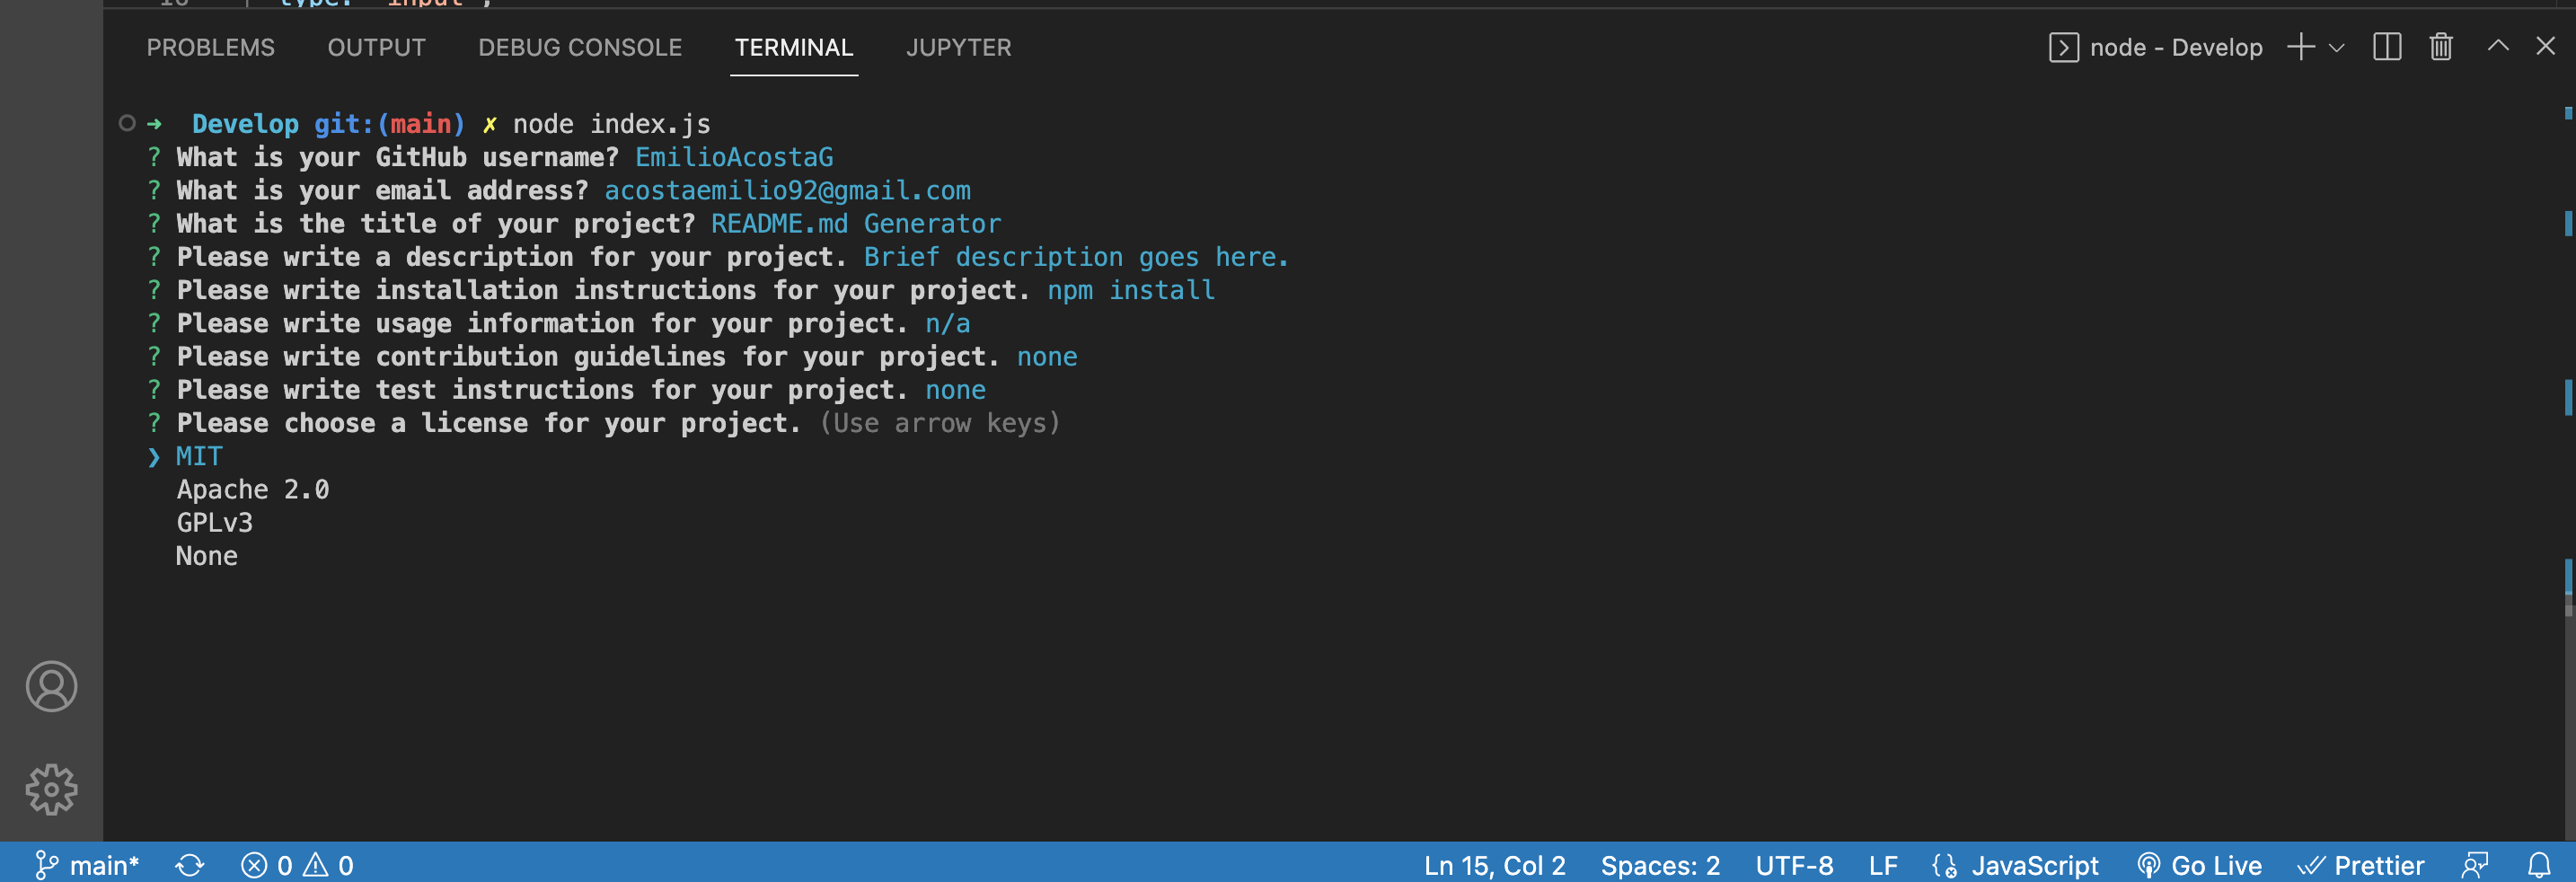 type: "input",
PROBLEMS OUTPUT DEBUG CONSOLE TERMINAL JUPYTER node - Develop
➜ Develop git:(main) ✗ node index.js
? What is your GitHub username? EmilioAcostaG
? What is your email address? acostaemilio92@gmail.com
? What is the title of your project? README.md Generator
? Please write a description for your project. Brief description goes here.
? Please write installation instructions for your project. npm install
? Please write usage information for your project. n/a
? Please write contribution guidelines for your project. none
? Please write test instructions for your project. none
? Please choose a license for your project. (Use arrow keys)
❯ MIT
Apache 2.0
GPLv3
None
main* 0 0 Ln 15, Col 2 Spaces: 2 UTF-8 LF JavaScript Go Live Prettier